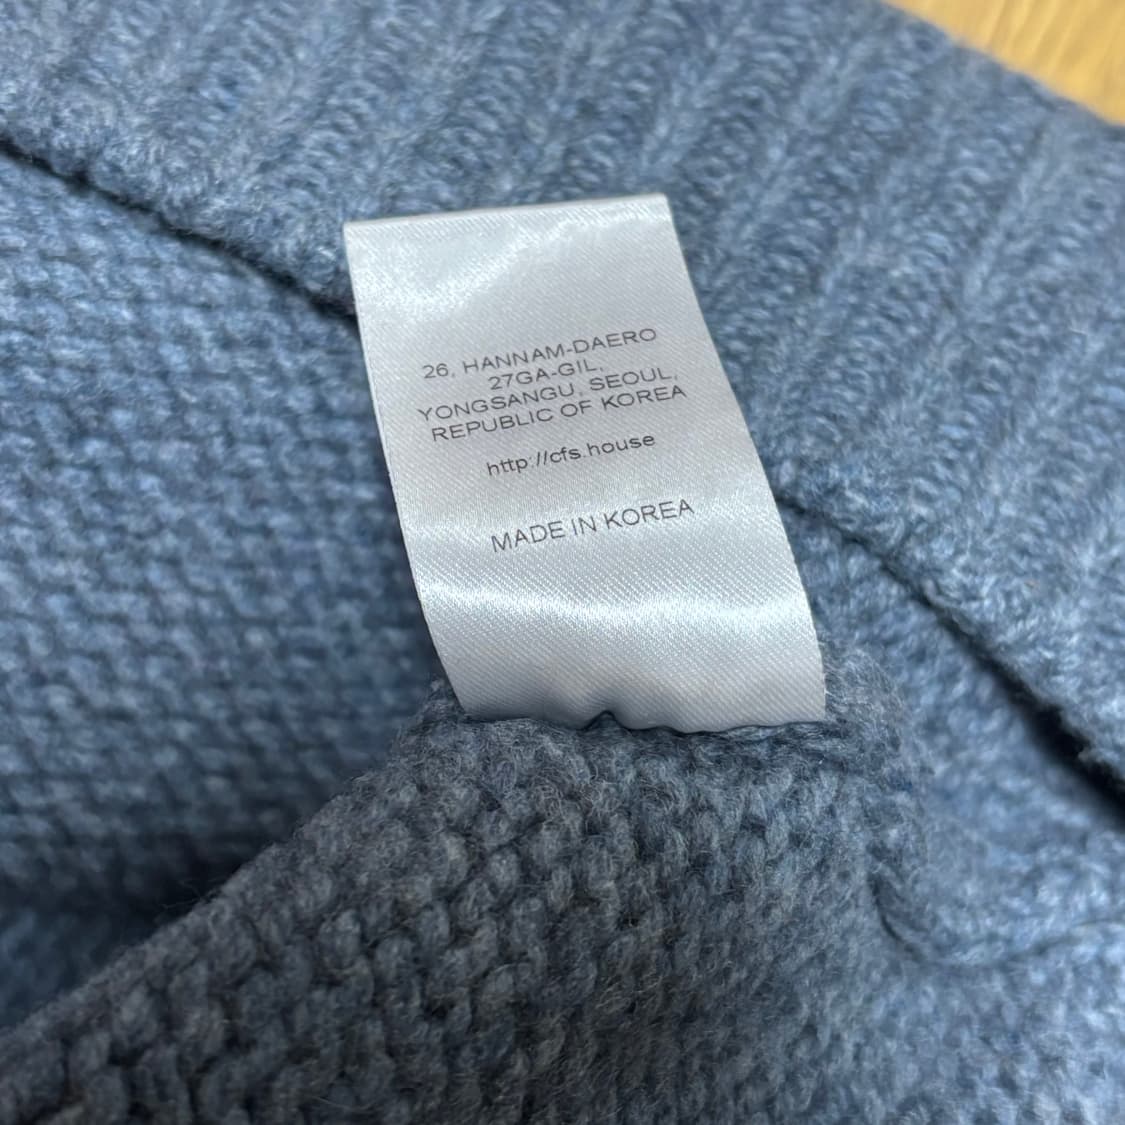 26, HANNAM-DAERO
27GA-GIL,
YONGSANGU, SEOUL,
REPUBLIC OF KOREA
http://cfs.house
MADE IN KOREA